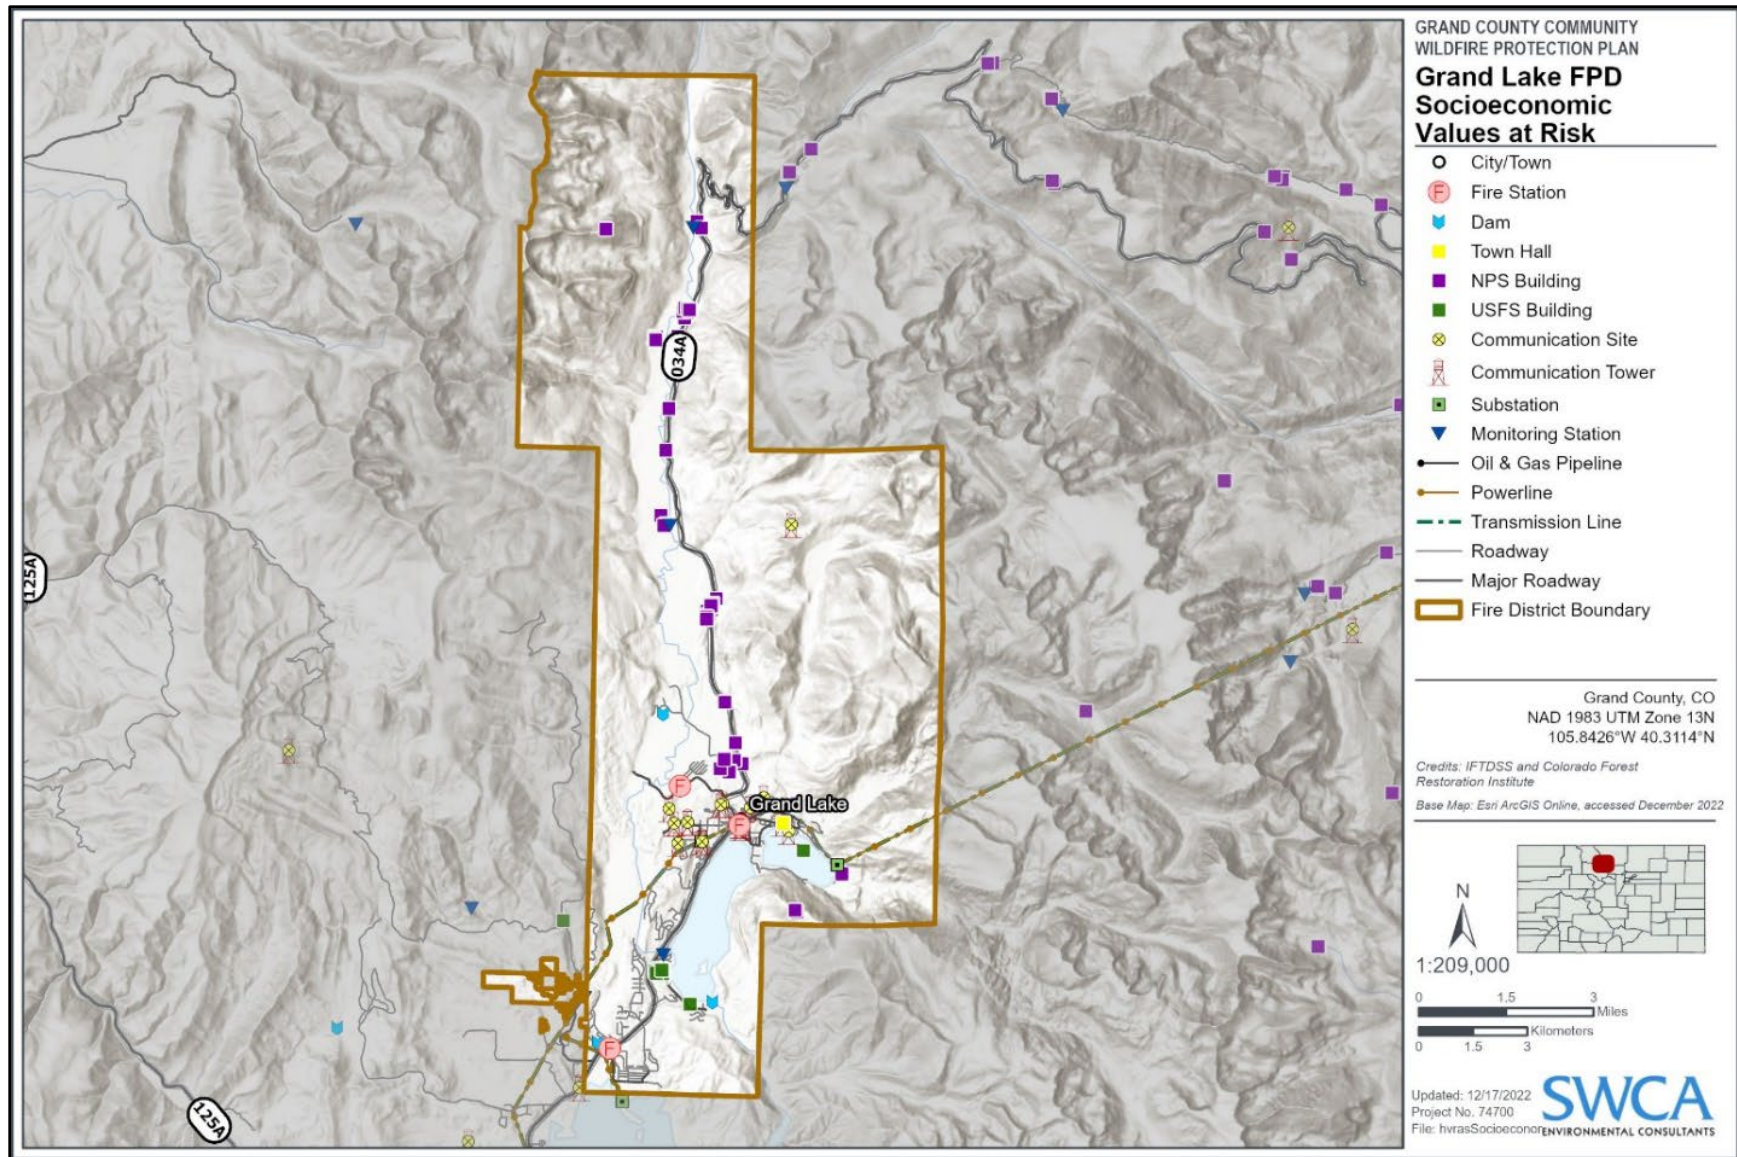 GRAND COUNTY COMMUNITY
WILDFIRE PROTECTION PLAN
Grand Lake FPD
Socioeconomic
Values at Risk
City/Town
F Fire Station
Dam
Town Hall
NPS Building
USFS Building
Communication Site
Communication Tower
Substation
Monitoring Station
Oil & Gas Pipeline
Powerline
Transmission Line
Roadway
Major Roadway
Fire District Boundary
Grand County, CO
NAD 1983 UTM Zone 13N
105.8426°W 40.3114°N
Credits: IFTDSS and Colorado Forest
Restoration Institute
Base Map: Esri ArcGIS Online, accessed December 2022
N
1:209,000
0 1.5 3
Miles
Kilometers
0 1.5 3
Updated: 12/17/2022
Project No. 74700
File: hvrasSocioeconor
SWCA
ENVIRONMENTAL CONSULTANTS
034A
125A
F
Grand Lake
F
F
125A